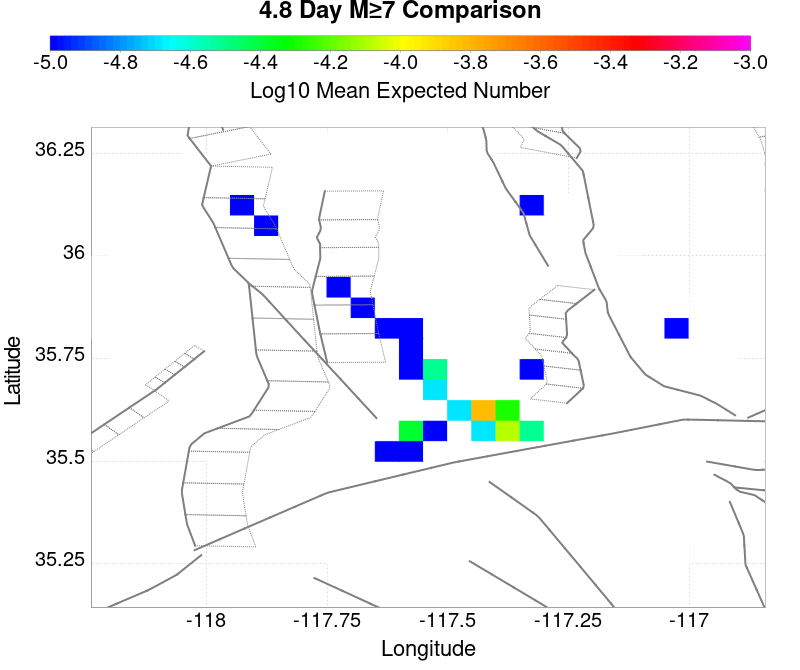 4.8 Day M≥7 Comparison
-5.0 -4.8 -4.6 -4.4 -4.2 -4.0 -3.8 -3.6 -3.4 -3.2 -3.0
Log10 Mean Expected Number
36.25
36
35.75
35.5
35.25
Latitude
-118 -117.75 -117.5 -117.25 -117
Longitude